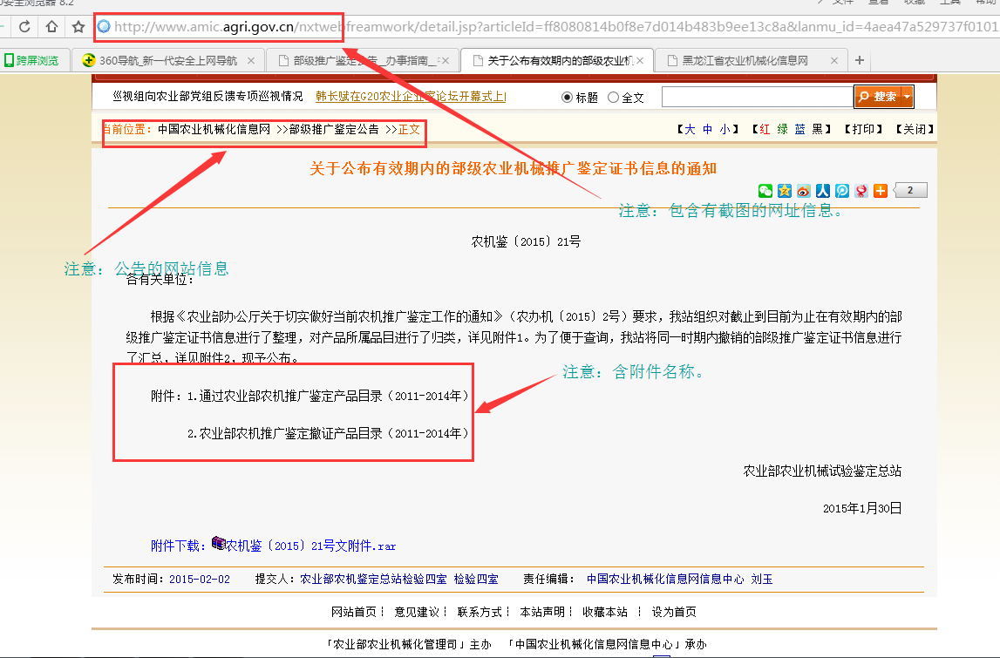 安全浏览器 8.2 文件 查看 收藏 工具 帮助
http://www.amic.agri.gov.cn/nxtwebfreamwork/detail.jsp?articleId=ff8080814b0f8e7d014b483b9ee13c8a&lanmu_id=4aea47a529737f0101
跨屏浏览 360导航_新一代安全上网导航 部级推广鉴定公告__办事指南_ 关于公布有效期内的部级农业机 黑龙江省农业机械化信息网
巡视组向农业部党组反馈专项巡视情况 韩长赋在G20农业企业家论坛开幕式上 标题 全文 搜索
当前位置：中国农业机械化信息网 >>部级推广鉴定公告 >>正文 【大 中 小】 【红 绿 蓝 黑】 【打印】 【关闭】
关于公布有效期内的部级农业机械推广鉴定证书信息的通知
2
注意：包含有截图的网址信息。
农机鉴〔2015〕21号
注意：公告的网站信息
各有关单位：
根据《农业部办公厅关于切实做好当前农机推广鉴定工作的通知》（农办机〔2015〕2号）要求，我站组织对截止到目前为止在有效期内的部
级推广鉴定证书信息进行了整理，对产品所属品目进行了归类，详见附件1。为了便于查询，我站将同一时期内撤销的部级推广鉴定证书信息进行
了汇总，详见附件2，现予公布。
注意：含附件名称。
附件：1.通过农业部农机推广鉴定产品目录（2011-2014年）
2.农业部农机推广鉴定撤证产品目录（2011-2014年）
农业部农业机械试验鉴定总站
2015年1月30日
附件下载：农机鉴〔2015〕21号文附件.rar
发布时间：2015-02-02 提交人：农业部农机鉴定总站检验四室 检验四室 责任编辑： 中国农业机械化信息网信息中心 刘玉
网站首页┆ 意见建议┆ 联系方式┆ 本站声明┆ 收藏本站 ┆ 设为首页
「农业部农业机械化管理司」主办 「中国农业机械化信息网信息中心」承办